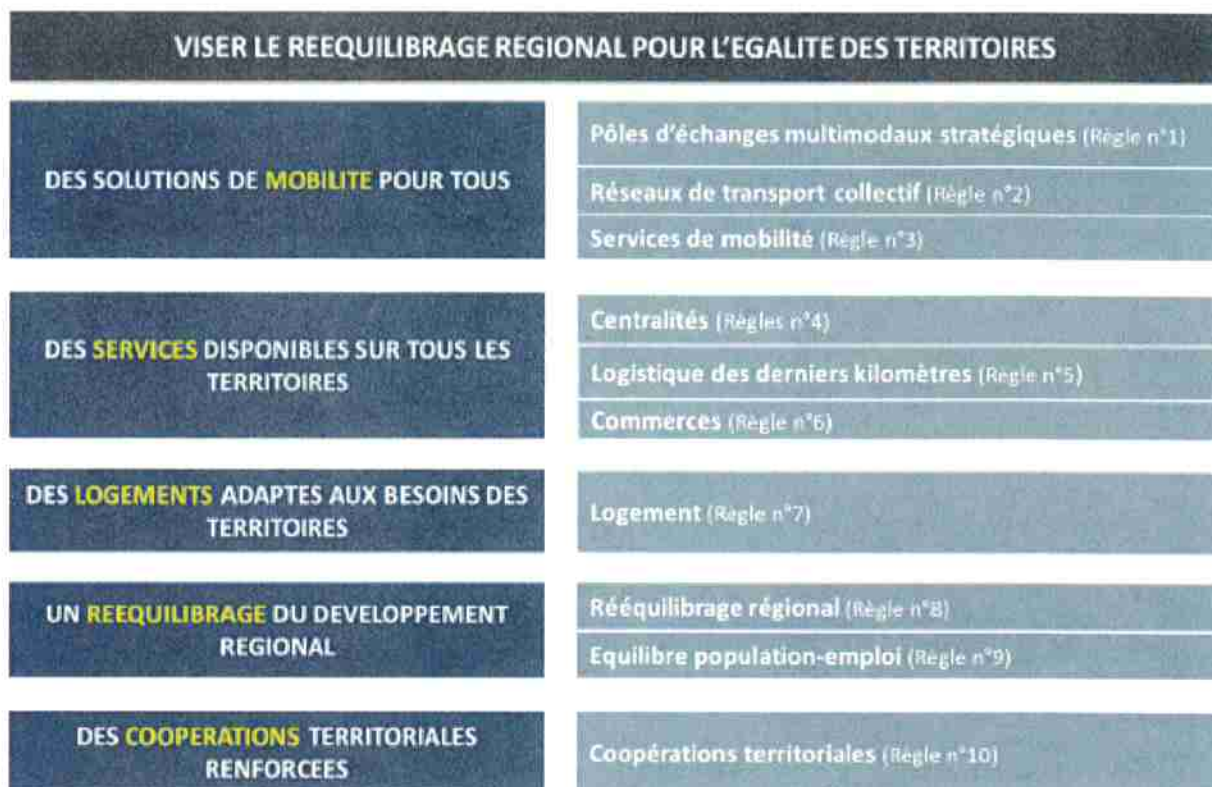 VISER LE REEQUILIBRAGE REGIONAL POUR L'EGALITE DES TERRITOIRES
DES SOLUTIONS DE MOBILITE POUR TOUS
Pôles d'échanges multimodaux stratégiques (Règle n°1)
Réseaux de transport collectif (Règle n°2)
Services de mobilité (Règle n°3)
DES SERVICES DISPONIBLES SUR TOUS LES
TERRITOIRES
Centralités (Règles n°4)
Logistique des derniers kilomètres (Règle n°5)
Commerces (Règle n°6)
DES LOGEMENTS ADAPTES AUX BESOINS DES
TERRITOIRES
Logement (Règle n°7)
UN REEQUILIBRAGE DU DEVELOPPEMENT
REGIONAL
Rééquilibrage régional (Règle n°8)
Equilibre population-emploi (Règle n°9)
DES COOPERATIONS TERRITORIALES
RENFORCEES
Coopérations territoriales (Règle n°10)